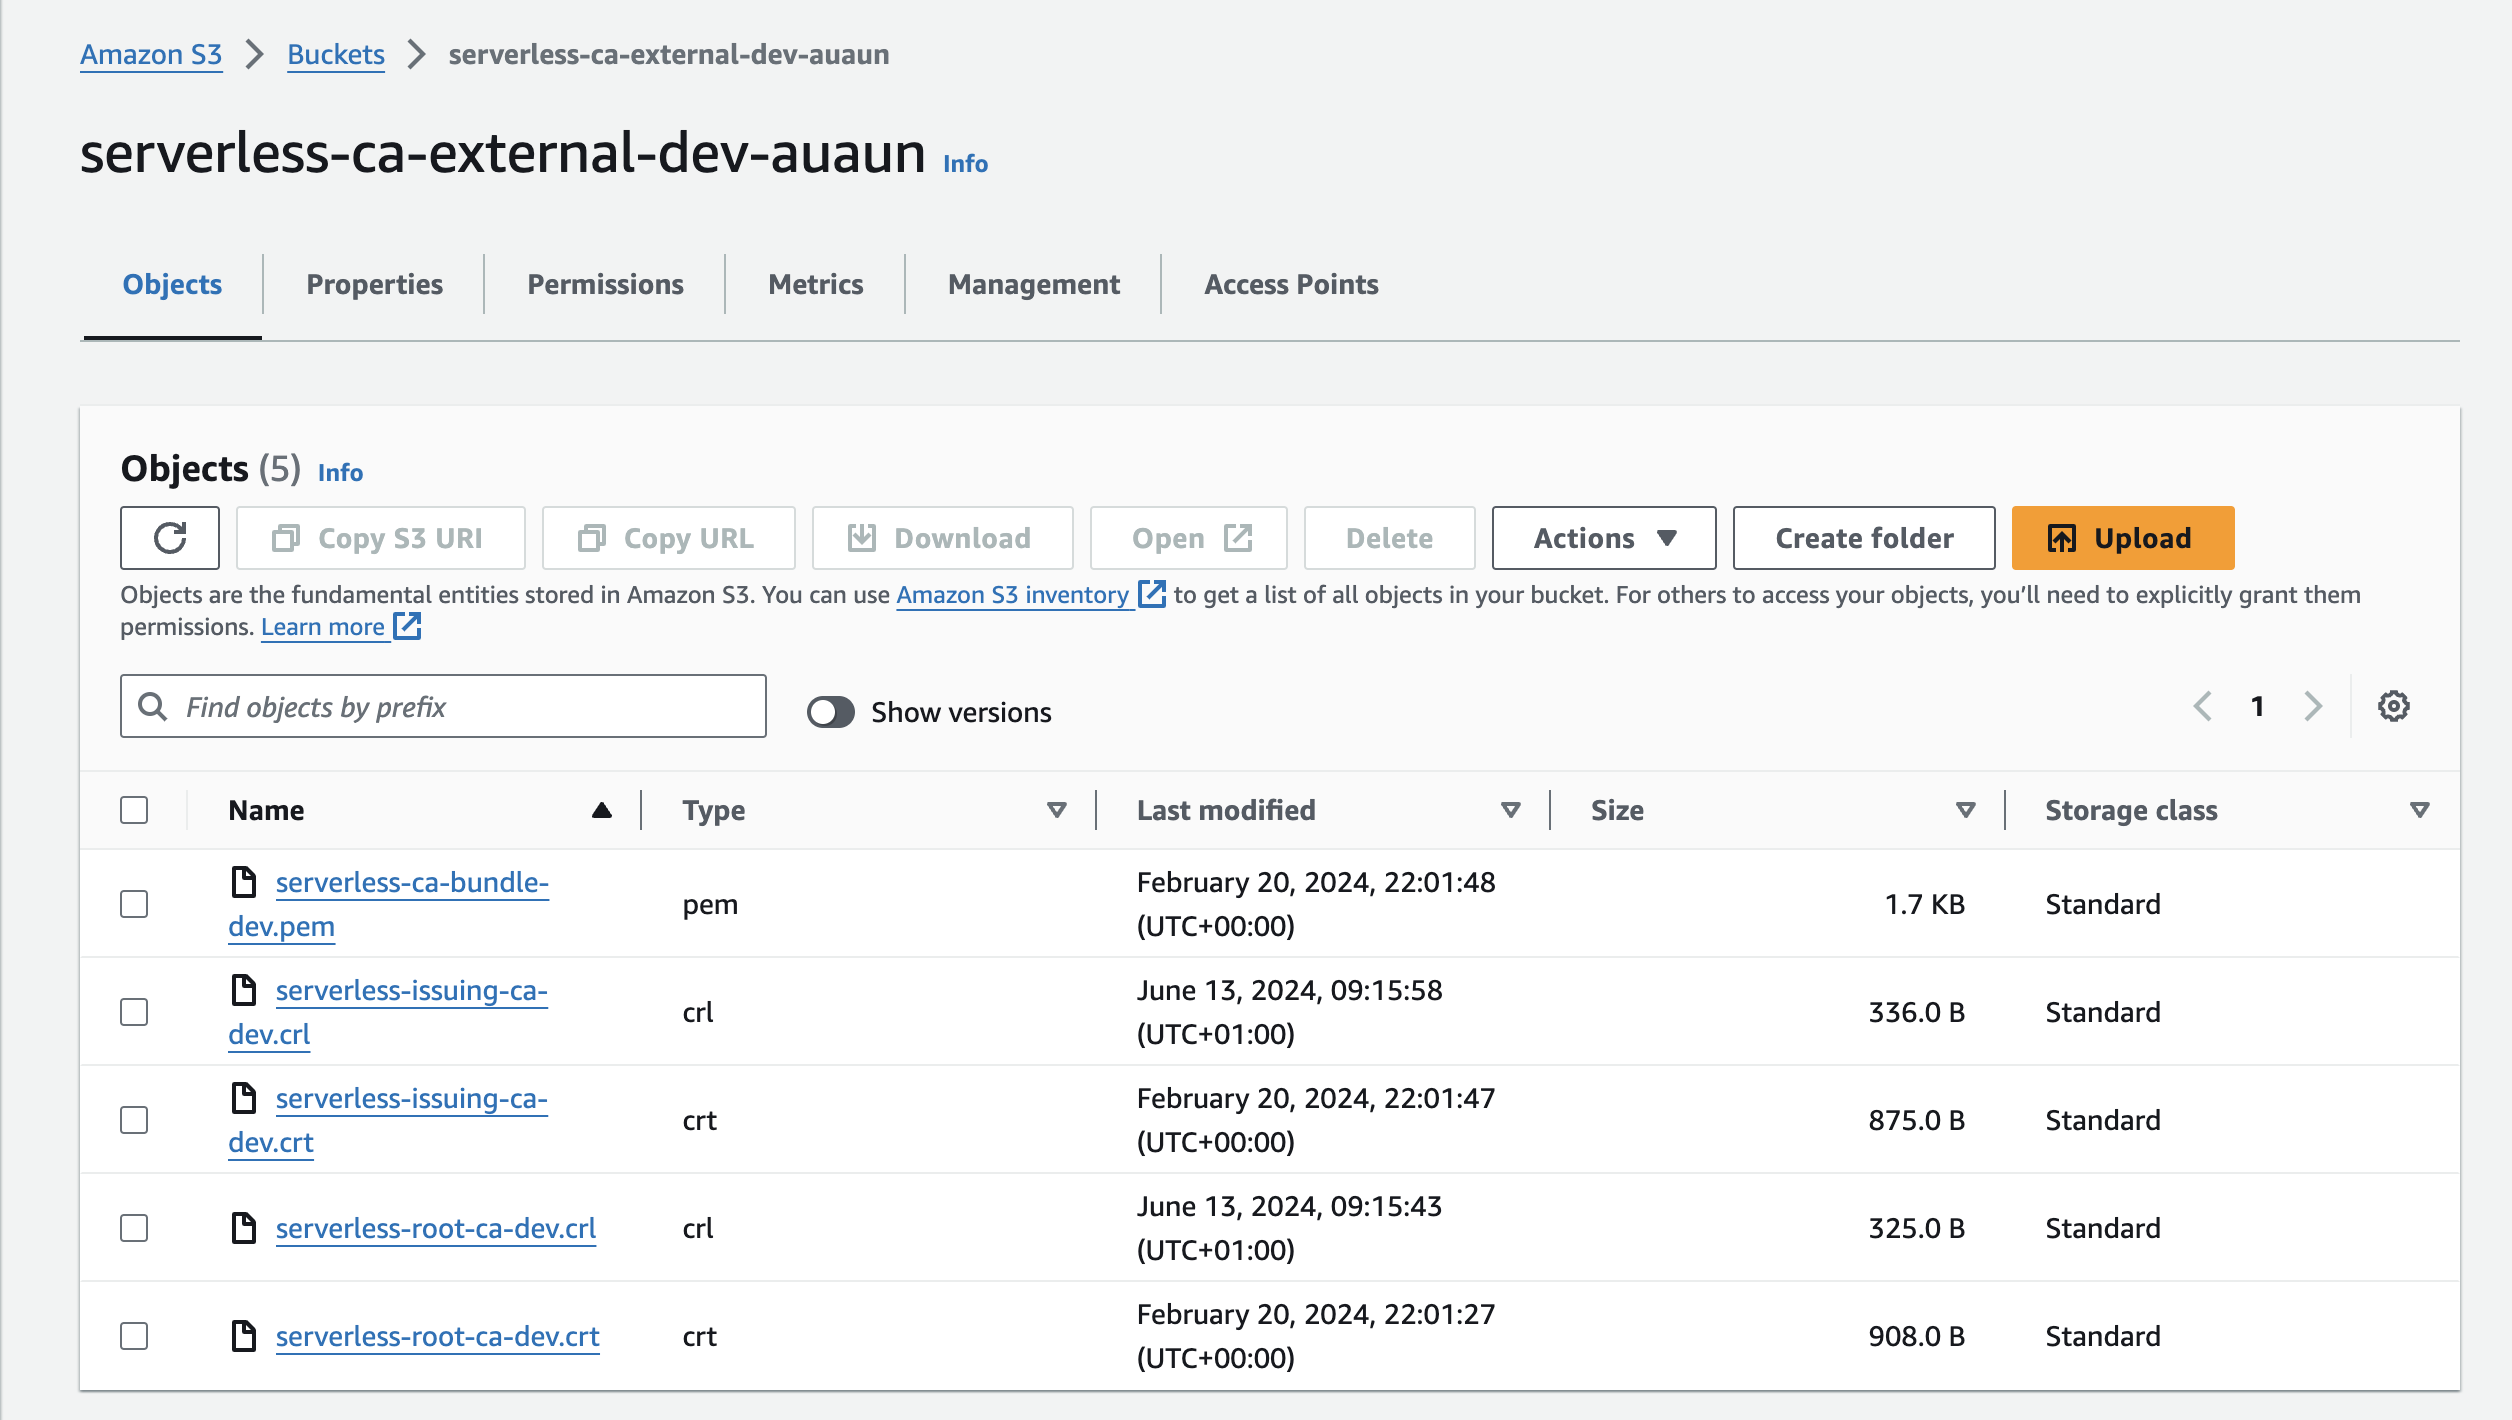 Amazon S3 > Buckets > serverless-ca-external-dev-auaun
serverless-ca-external-dev-auaun Info
Objects Properties Permissions Metrics Management Access Points
Objects (5) Info
Copy S3 URI Copy URL Download Open Delete Actions Create folder Upload
Objects are the fundamental entities stored in Amazon S3. You can use Amazon S3 inventory to get a list of all objects in your bucket. For others to access your objects, you’ll need to explicitly grant them
permissions. Learn more
Find objects by prefix Show versions 1
Name Type Last modified Size Storage class
serverless-ca-bundle-
dev.pem
pem
February 20, 2024, 22:01:48
(UTC+00:00)
1.7 KB
Standard
serverless-issuing-ca-
dev.crl
crl
June 13, 2024, 09:15:58
(UTC+01:00)
336.0 B
Standard
serverless-issuing-ca-
dev.crt
crt
February 20, 2024, 22:01:47
(UTC+00:00)
875.0 B
Standard
serverless-root-ca-dev.crl
crl
June 13, 2024, 09:15:43
(UTC+01:00)
325.0 B
Standard
serverless-root-ca-dev.crt
crt
February 20, 2024, 22:01:27
(UTC+00:00)
908.0 B
Standard